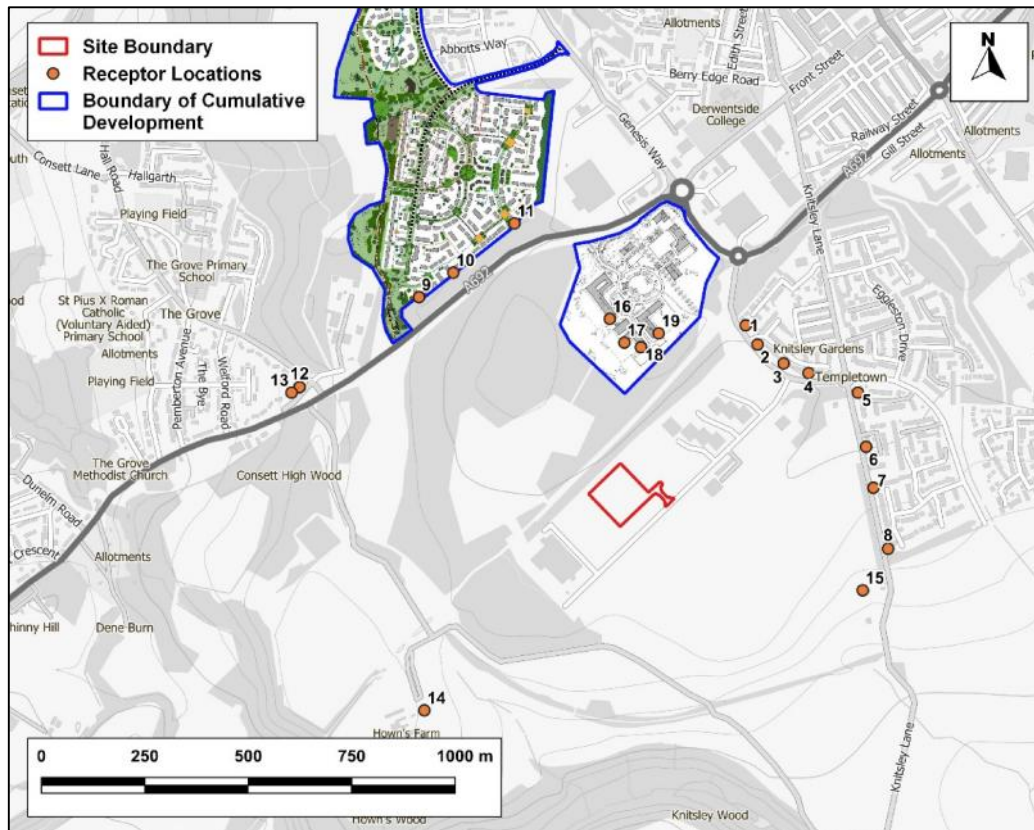 Site Boundary
Receptor Locations
Boundary of Cumulative
Development
N
Allotments
Abbotts Way
Edith Street
Berry Edge Road
Front Street
Derwentside
College
Railway Street
Gill Street
A692
Allotments
Allotments
Genesis Way
Knitsley Lane
Consett Lane
Hall Road
Hallgarth
Playing Field
The Grove Primary
School
St Pius X Roman
Catholic
(Voluntary Aided)
Primary School
The Grove
Allotments
Playing Field
Pemberton Avenue
The Bye
Welford Road
11
10
9
A692
16
17
18
19
1
2
Knitsley Gardens
3
4
Templetown
Eggleston Drive
5
6
7
8
15
13
12
The Grove
Methodist Church
Consett High Wood
Dunelm Road
Crescent
Allotments
Dene Burn
14
Hown's Farm
0 250 500 750 1000 m
Hown's Wood
Knitsley Lane
Knitsley Wood